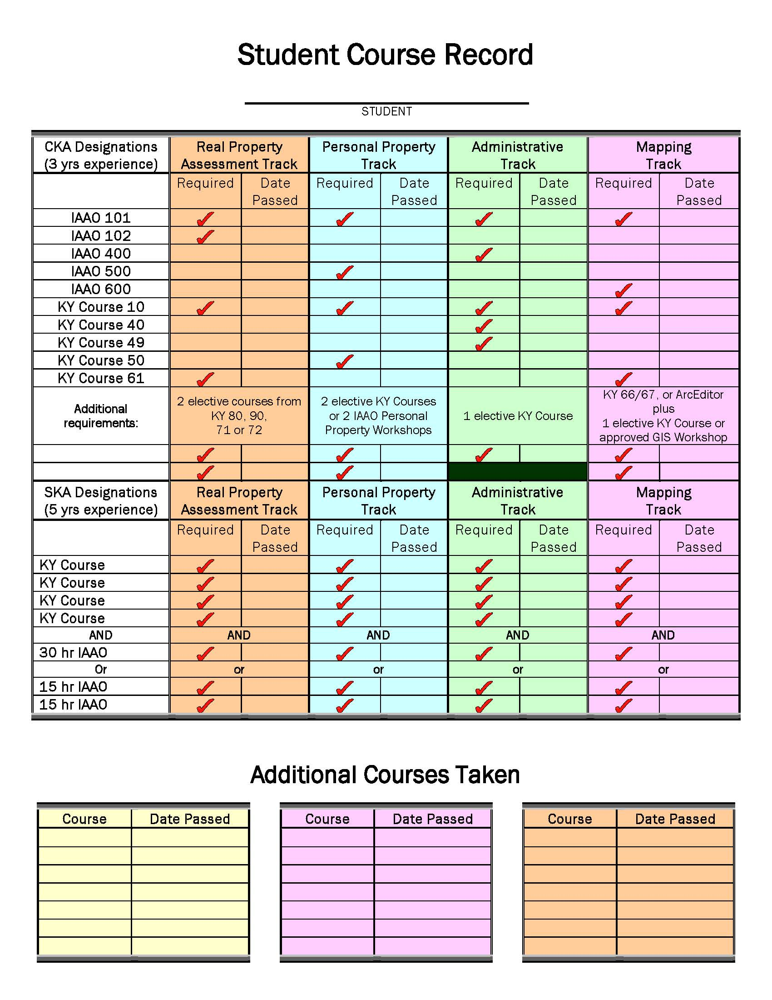 Student Course Record
STUDENT
CKA Designations
(3 yrs experience)
Real Property
Assessment Track
Personal Property
Track
Administrative
Track
Mapping
Track
Required
Date
Passed
Required
Date
Passed
Required
Date
Passed
Required
Date
Passed
IAAO 101
IAAO 102
IAAO 400
IAAO 500
IAAO 600
KY Course 10
KY Course 40
KY Course 49
KY Course 50
KY Course 61
Additional
requirements:
2 elective courses from
KY 80, 90,
71 or 72
2 elective KY Courses
or 2 IAAO Personal
Property Workshops
1 elective KY Course
KY 66/67, or ArcEditor
plus
1 elective KY Course or
approved GIS Workshop
SKA Designations
(5 yrs experience)
Real Property
Assessment Track
Personal Property
Track
Administrative
Track
Mapping
Track
Required
Date
Passed
Required
Date
Passed
Required
Date
Passed
Required
Date
Passed
KY Course
KY Course
KY Course
KY Course
AND AND AND AND AND
30 hr IAAO
Or or or or or
15 hr IAAO
15 hr IAAO
Additional Courses Taken
Course Date Passed
Course Date Passed
Course Date Passed